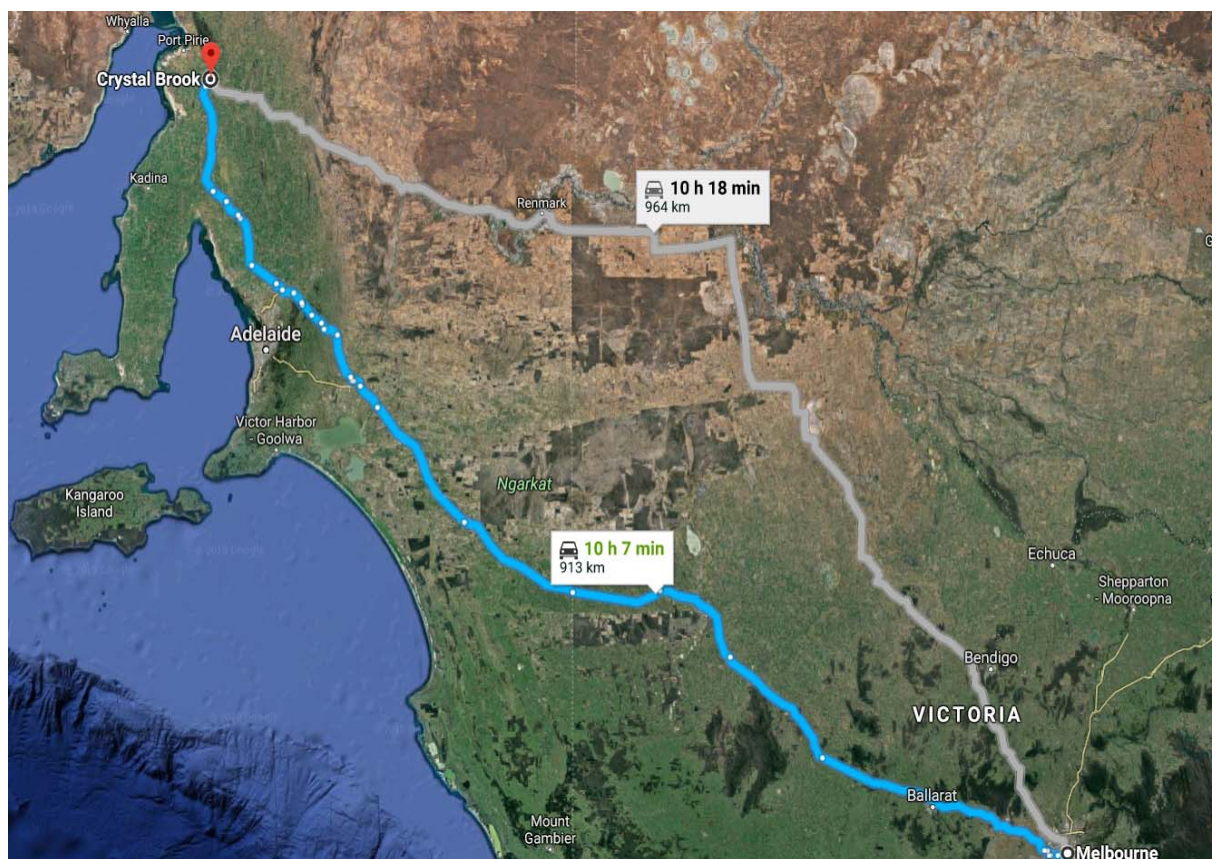 Whyalla
Port Pirie
Crystal Brook
Kadina
Renmark
10 h 18 min
964 km
Adelaide
Victor Harbor
- Goolwa
Ngarkat
Kangaroo
Island
10 h 7 min
913 km
Echuca
Shepparton
- Mooroopna
Bendigo
VICTORIA
Ballarat
Mount
Gambier
Melbourne